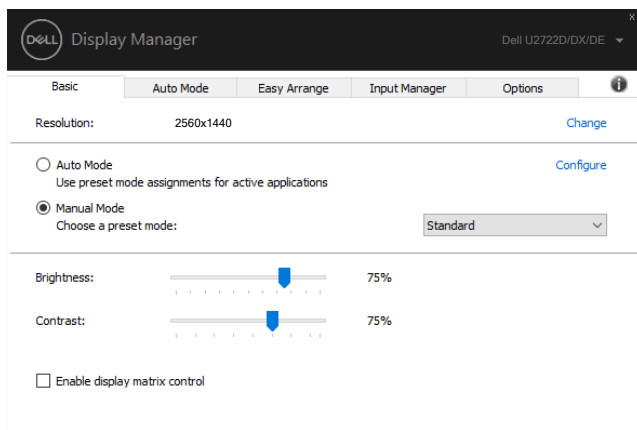 x
DELL Display Manager Dell U2722D/DX/DE
Basic Auto Mode Easy Arrange Input Manager Options i
Resolution: 2560x1440 Change
Auto Mode Configure
Use preset mode assignments for active applications
Manual Mode
Choose a preset mode: Standard
Brightness: 75%
Contrast: 75%
Enable display matrix control